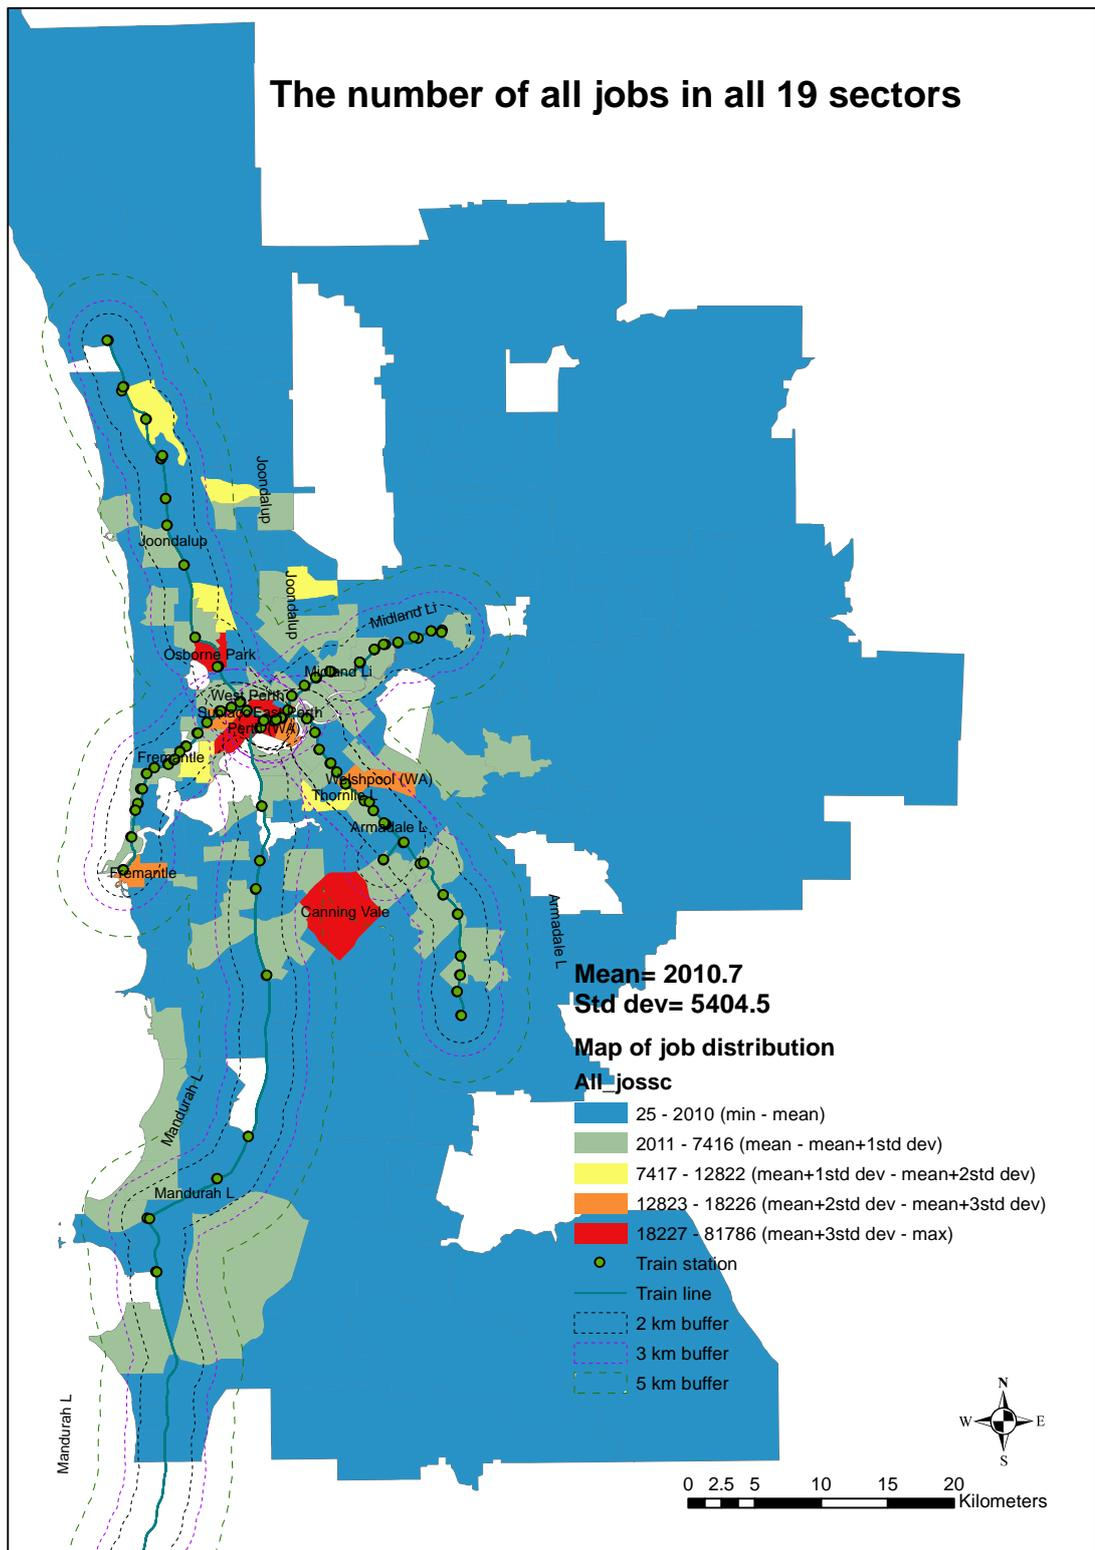 The number of all jobs in all 19 sectors
Joondalup
Joondalup
Joondalup
Midland Li
Osborne Park
Midland Li
West Perth
East Perth
Perth (WA)
Fremantle
Welshpool (WA)
Thornlie L
Armadale L
Fremantle
Canning Vale
Armadale L
Mean= 2010.7
Std dev= 5404.5
Map of job distribution
All_jossc
25 - 2010 (min - mean)
2011 - 7416 (mean - mean+1std dev)
7417 - 12822 (mean+1std dev - mean+2std dev)
12823 - 18226 (mean+2std dev - mean+3std dev)
18227 - 81786 (mean+3std dev - max)
Train station
Train line
2 km buffer
3 km buffer
5 km buffer
Mandurah L
Mandurah L
Mandurah L
N
W E
S
0 2.5 5 10 15 20
Kilometers